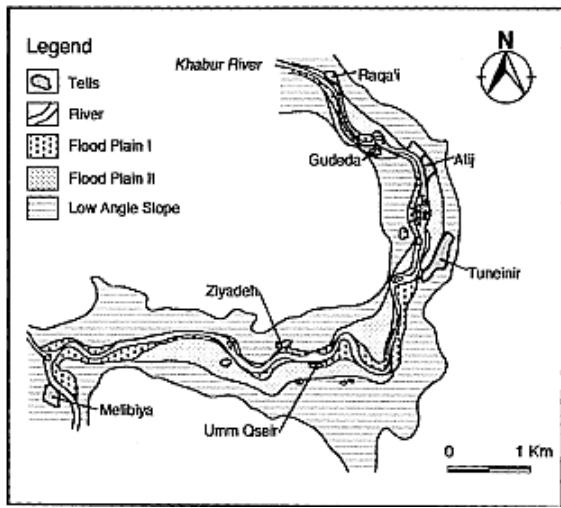 Legend
Tells
River
Flood Plain I
Flood Plain II
Low Angle Slope
Khabur River
Raqa'i
N
Gudeda
Atij
Tuneinir
Ziyadeh
Melibiya
Umm Qseir
0 1 Km